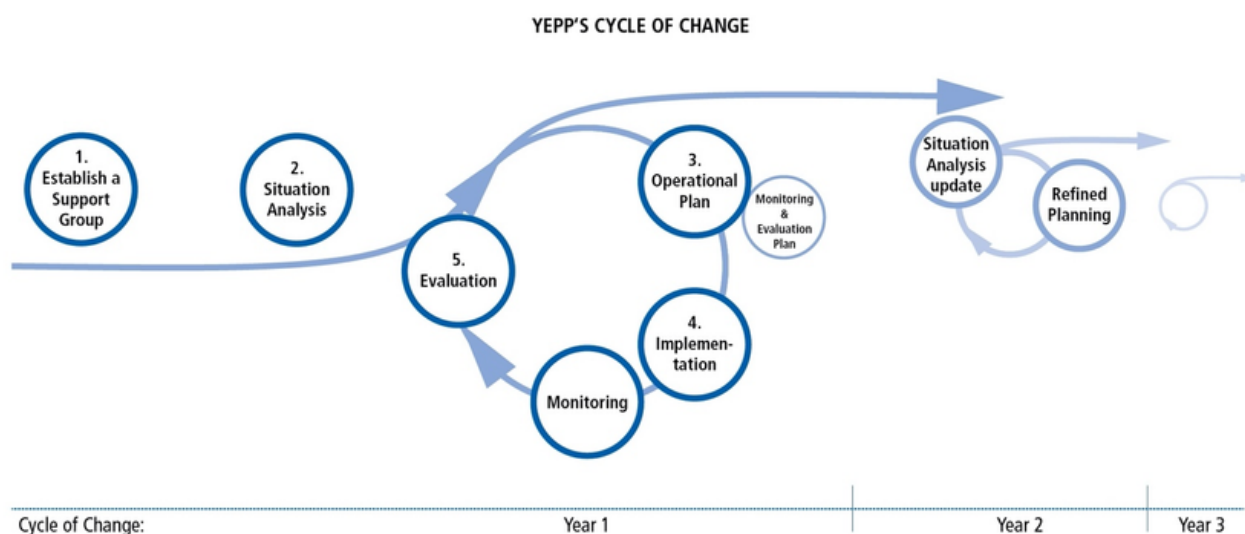 YEPP'S CYCLE OF CHANGE
1.
Establish a
Support
Group
2.
Situation
Analysis
3.
Operational
Plan
Monitoring
&
Evaluation
Plan
4.
Implemen-
tation
Monitoring
5.
Evaluation
Situation
Analysis
update
Refined
Planning
Cycle of Change:
Year 1
Year 2
Year 3